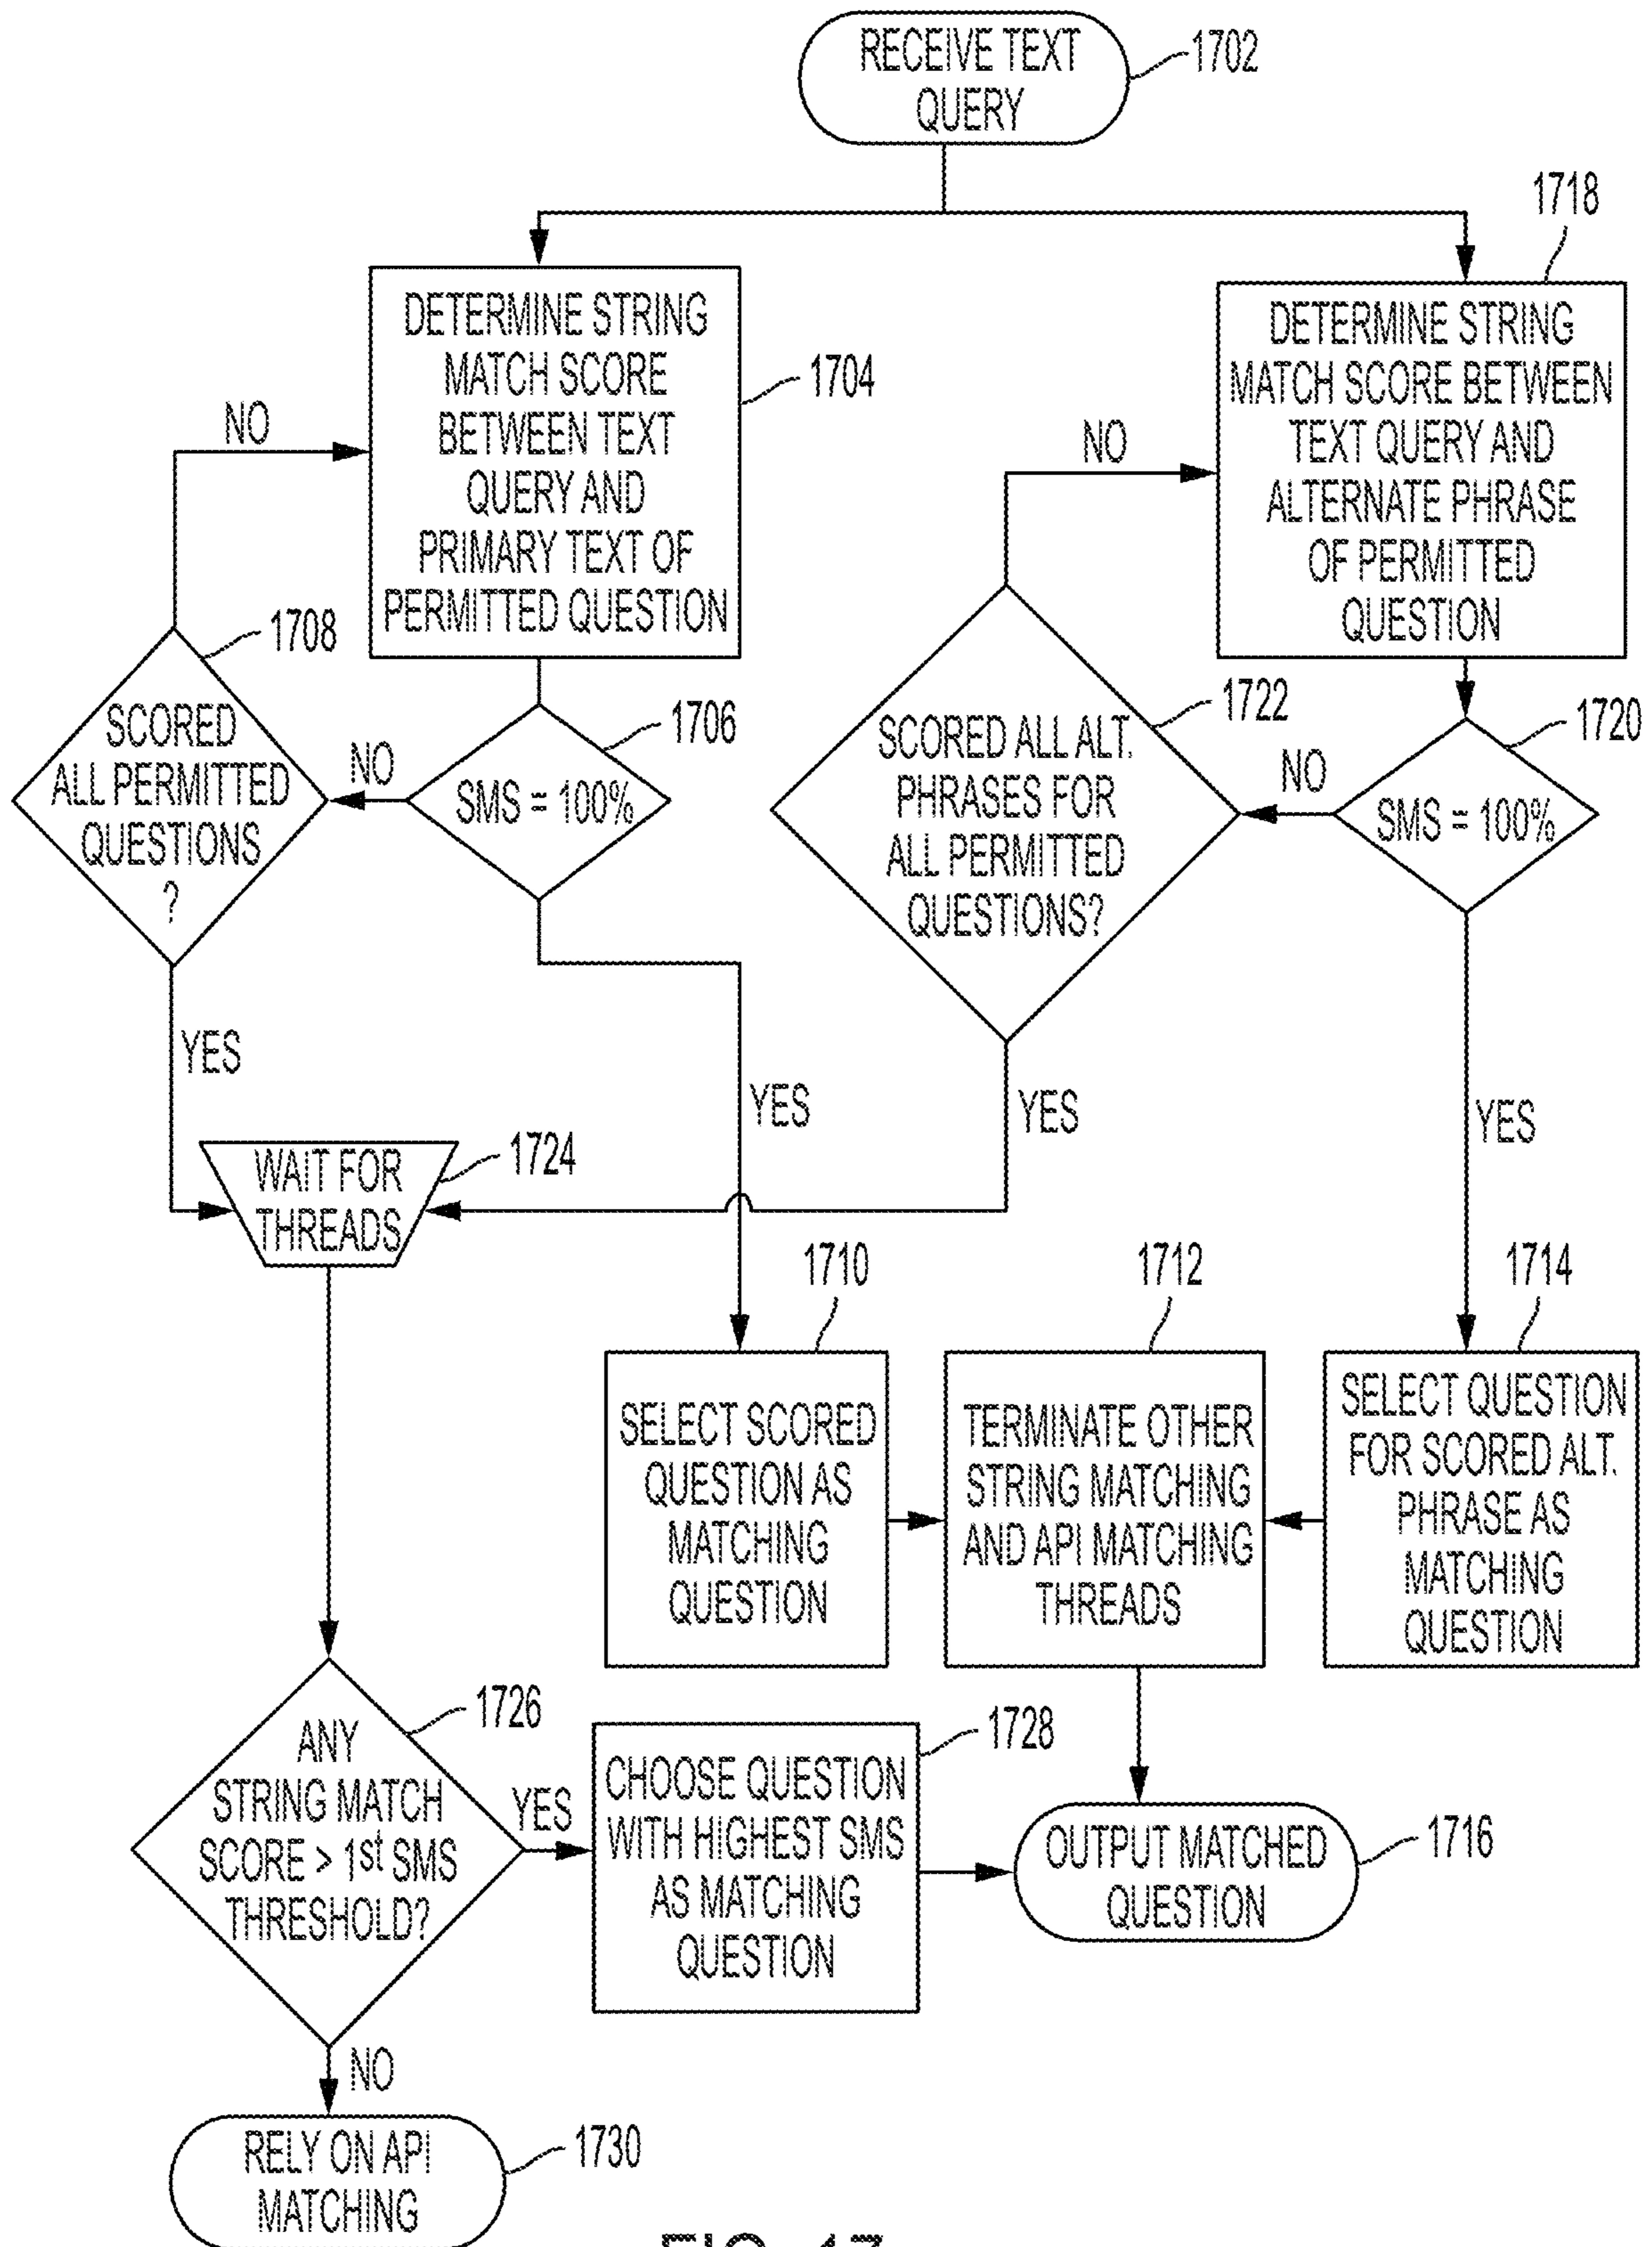 RECEIVE TEXT
QUERY
1702
1718
DETERMINE STRING
MATCH SCORE
BETWEEN TEXT
QUERY AND
PRIMARY TEXT OF
PERMITTED QUESTION
1704
DETERMINE STRING
MATCH SCORE BETWEEN
TEXT QUERY AND
ALTERNATE PHRASE
OF PERMITTED
QUESTION
NO
NO
1708
SCORED
ALL PERMITTED
QUESTIONS
?
NO
1706
SMS = 100%
1722
SCORED ALL ALT.
PHRASES FOR
ALL PERMITTED
QUESTIONS?
NO
1720
SMS = 100%
YES
YES
YES
YES
WAIT FOR
THREADS
1724
1710
1712
1714
SELECT SCORED
QUESTION AS
MATCHING
QUESTION
TERMINATE OTHER
STRING MATCHING
AND API MATCHING
THREADS
SELECT QUESTION
FOR SCORED ALT.
PHRASE AS
MATCHING
QUESTION
1726
ANY
STRING MATCH
SCORE > 1st SMS
THRESHOLD?
YES
1728
CHOOSE QUESTION
WITH HIGHEST SMS
AS MATCHING
QUESTION
OUTPUT MATCHED
QUESTION
1716
NO
RELY ON API
MATCHING
1730
FIG. 17